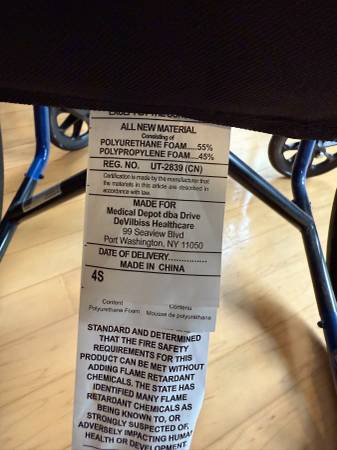 ALL NEW MATERIAL
Consisting of
POLYURETHANE FOAM.....55%
POLYPROPYLENE FOAM....45%
REG. NO. UT-2839 (CN)
Certification is made by the manufacturer that
the materials in this article are described in
accordance with law.
MADE FOR
Medical Depot dba Drive
DeVilbiss Healthcare
99 Seaview Blvd
Port Washington, NY 11050
DATE OF DELIVERY...............
MADE IN CHINA
4S
Content Contenu
Polyurethane Foam Mousse de polyuréthane
STANDARD AND DETERMINED
THAT THE FIRE SAFETY
REQUIREMENTS FOR THIS
PRODUCT CAN BE MET WITHOUT
ADDING FLAME RETARDANT
CHEMICALS. THE STATE HAS
IDENTIFIED MANY FLAME
RETARDANT CHEMICALS AS
BEING KNOWN TO, OR
STRONGLY SUSPECTED OF,
ADVERSELY IMPACTING HUMAN
HEALTH OR DEVELOPMENT